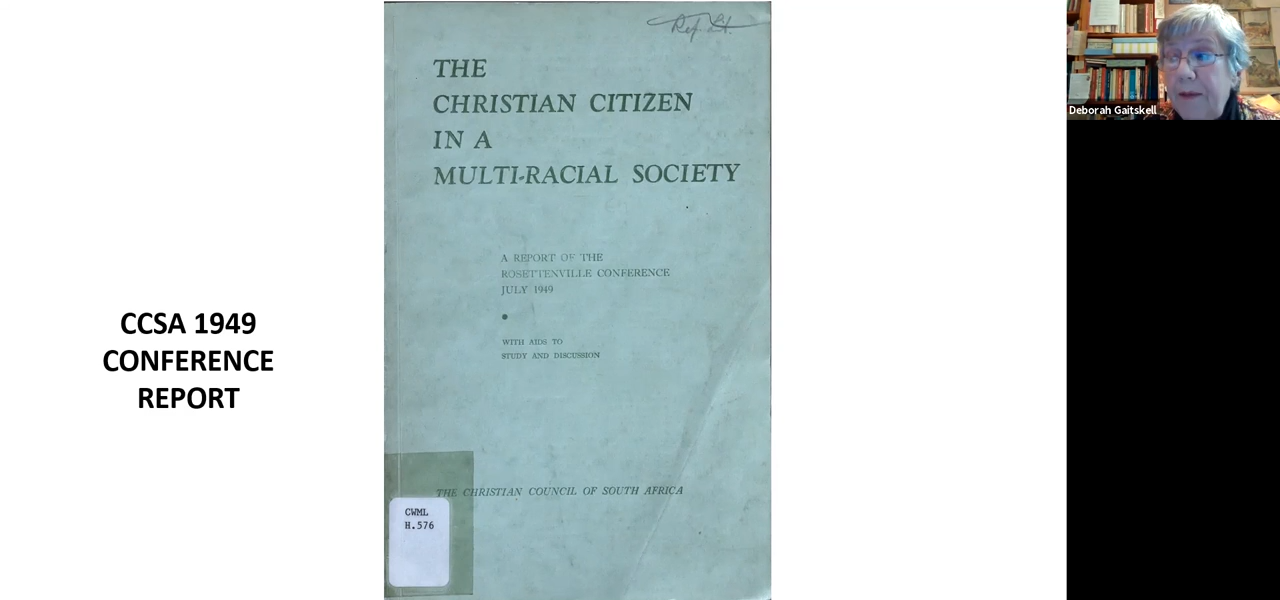 CCSA 1949
CONFERENCE
REPORT
THE
CHRISTIAN CITIZEN
IN A
MULTI-RACIAL SOCIETY
A REPORT OF THE
ROSETTENVILLE CONFERENCE
JULY 1949
WITH AIDS TO
STUDY AND DISCUSSION
THE CHRISTIAN COUNCIL OF SOUTH AFRICA
CWML
H.576
Deborah Gaitskell